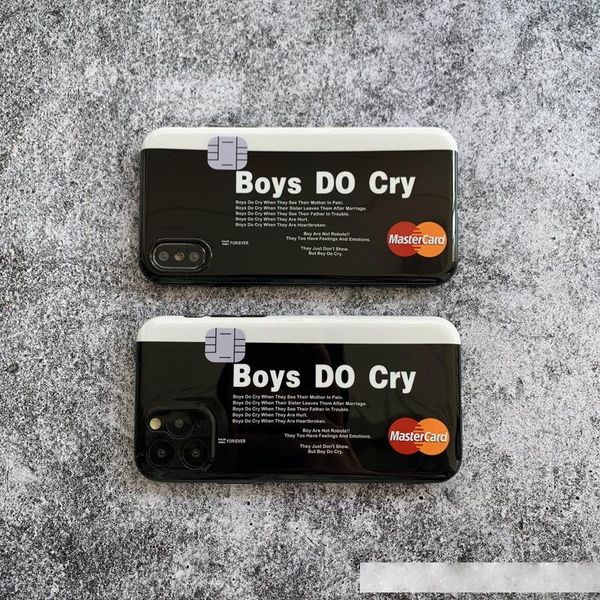 Boys DO Cry
Boys Do Cry When They See Their Mother In Pain.
Boys Do Cry When Their Sister Leaves Them After Marriage.
Boys Do Cry When They See Their Father In Trouble.
Boys Do Cry When They Are Hurt.
Boys Do Cry When They Are Heartbroken.
Boy Are Not Robots!!
They Too Have Feelings And Emotions.
FOR/EVER
They Just Don't Show.
But Boy Do Cry.
MasterCard
Boys DO Cry
Boys Do Cry When They See Their Mother In Pain.
Boys Do Cry When Their Sister Leaves Them After Marriage.
Boys Do Cry When They See Their Father In Trouble.
Boys Do Cry When They Are Hurt.
Boys Do Cry When They Are Heartbroken.
Boy Are Not Robots!!
They Too Have Feelings And Emotions.
FOR/EVER
They Just Don't Show.
But Boy Do Cry.
MasterCard